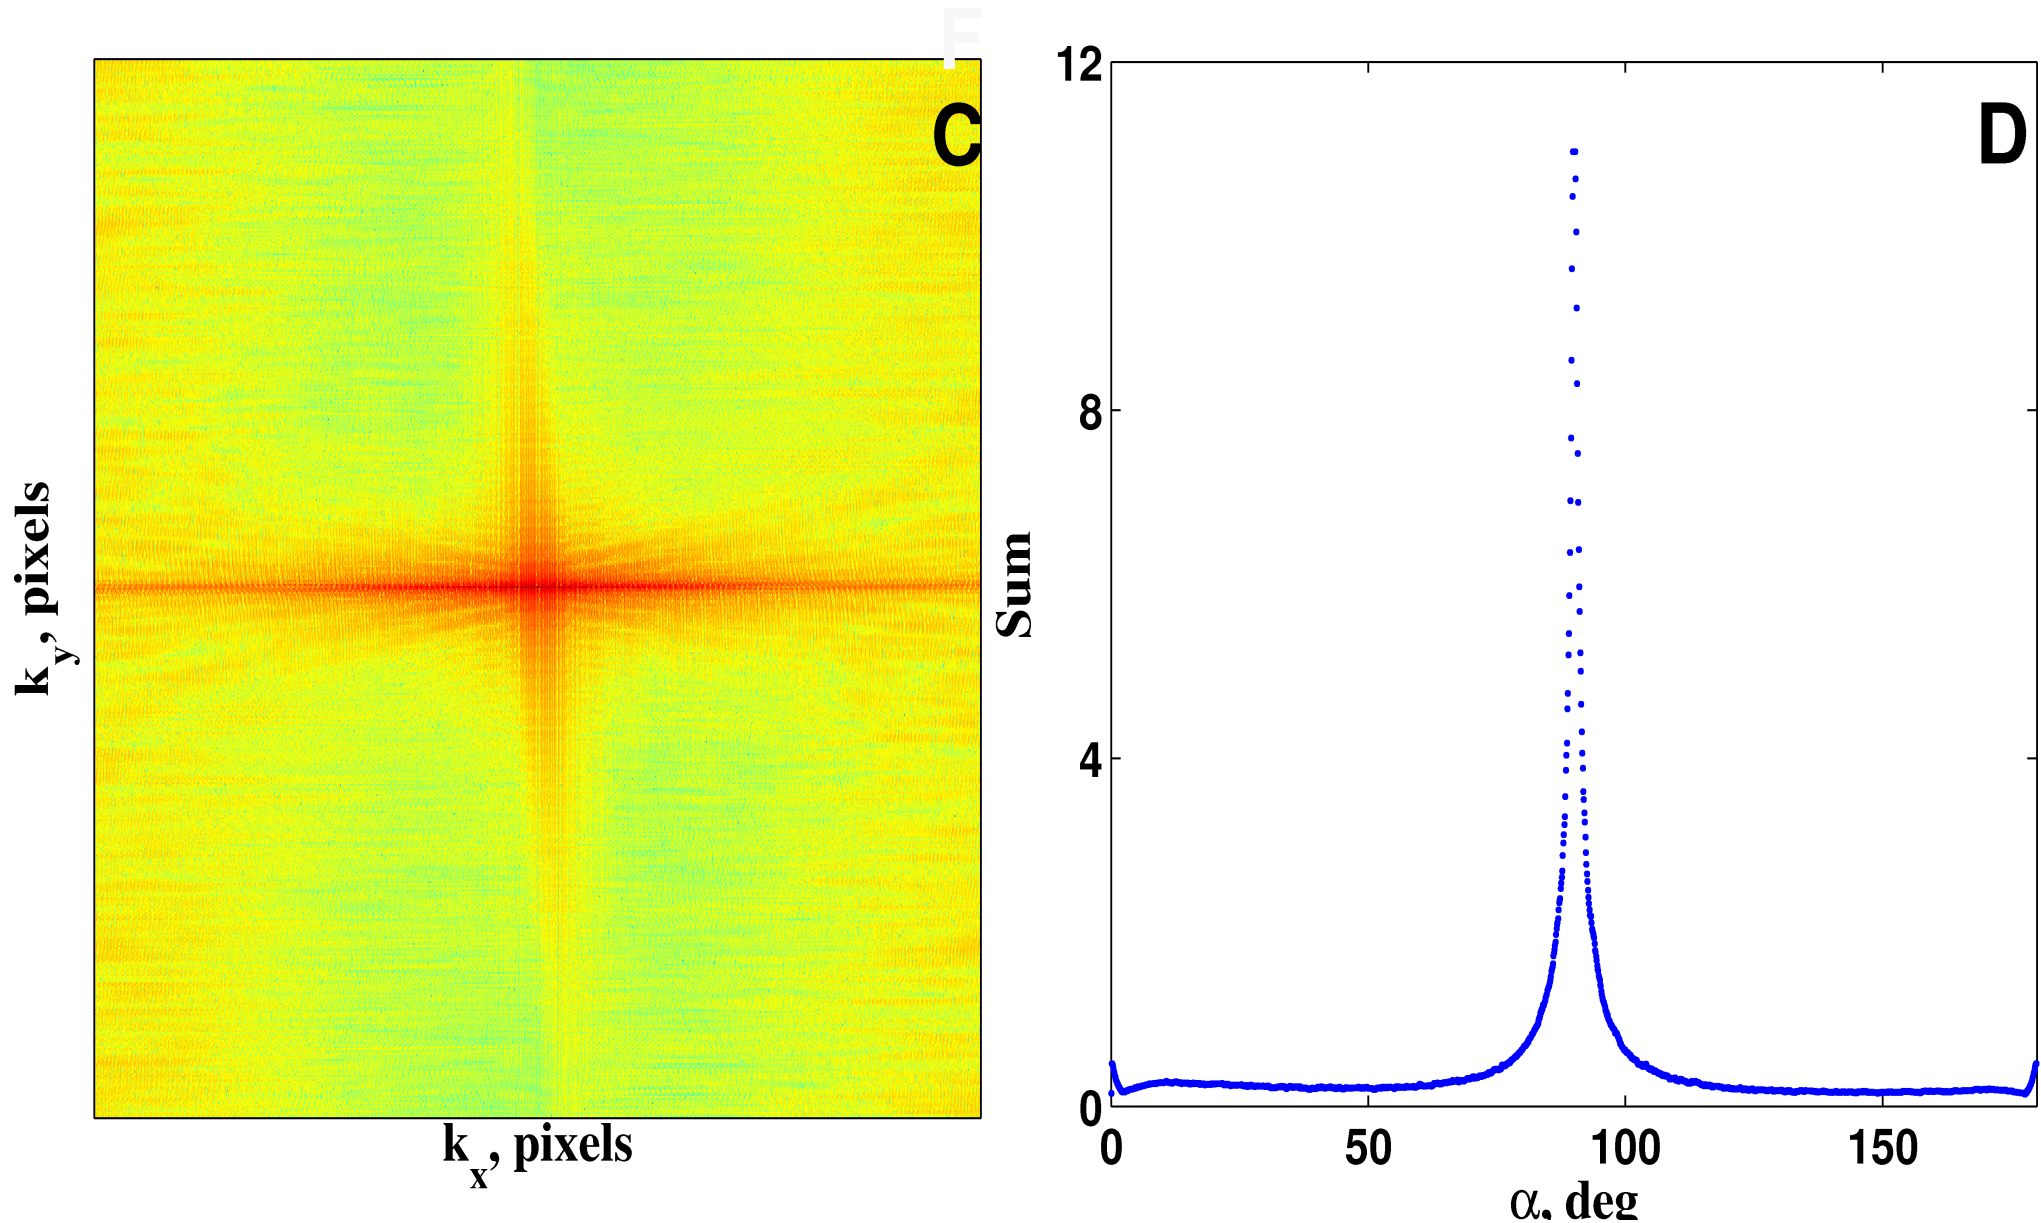 F
C
k_y, pixels
k_x, pixels
D
Sum
12
8
4
0
0 50 100 150
α, deg